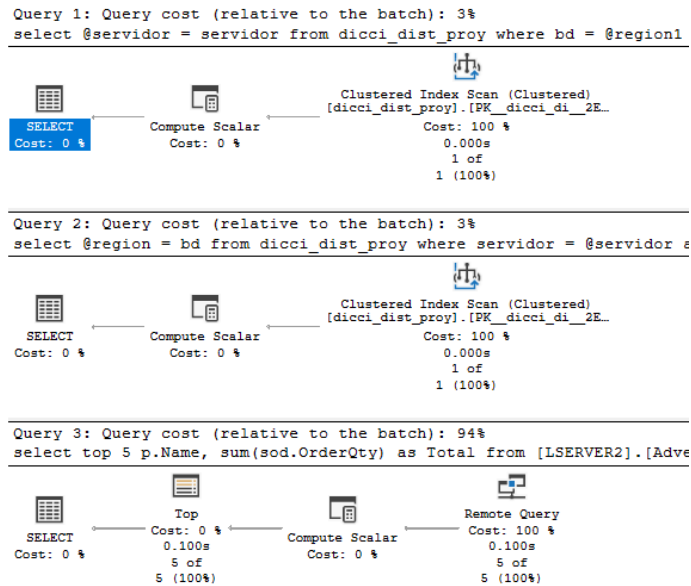 Query 1: Query cost (relative to the batch): 3%
select @servidor = servidor from dicci_dist_proy where bd = @region1
Clustered Index Scan (Clustered)
[dicci_dist_proy].[PK__dicci_di__2E…
SELECT Compute Scalar Cost: 100 %
Cost: 0 % Cost: 0 % 0.000s
1 of
1 (100%)
Query 2: Query cost (relative to the batch): 3%
select @region = bd from dicci_dist_proy where servidor = @servidor a
Clustered Index Scan (Clustered)
[dicci_dist_proy].[PK__dicci_di__2E…
SELECT Compute Scalar Cost: 100 %
Cost: 0 % Cost: 0 % 0.000s
1 of
1 (100%)
Query 3: Query cost (relative to the batch): 94%
select top 5 p.Name, sum(sod.OrderQty) as Total from [LSERVER2].[Adve
Top Remote Query
SELECT Cost: 0 % Compute Scalar Cost: 100 %
Cost: 0 % 0.100s Cost: 0 % 0.100s
5 of 5 of
5 (100%) 5 (100%)